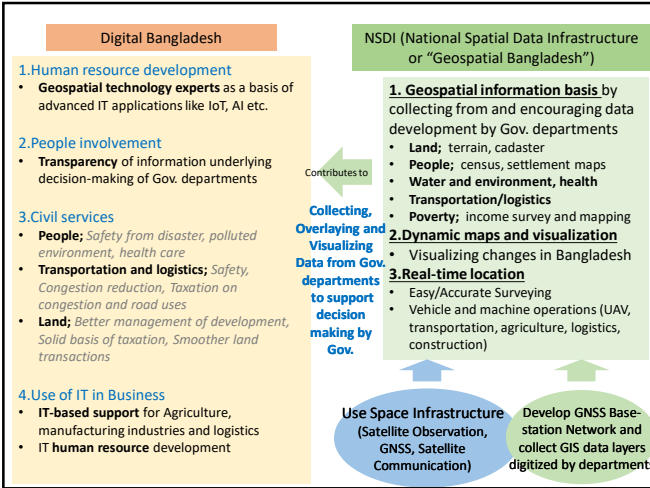 Digital Bangladesh
1.Human resource development
• Geospatial technology experts as a basis of
advanced IT applications like IoT, AI etc.
2.People involvement
• Transparency of information underlying
decision-making of Gov. departments
3.Civil services
• People; Safety from disaster, polluted
environment, health care
• Transportation and logistics; Safety,
Congestion reduction, Taxation on
congestion and road uses
• Land; Better management of development,
Solid basis of taxation, Smoother land
transactions
4.Use of IT in Business
• IT-based support for Agriculture,
manufacturing industries and logistics
• IT human resource development
Contributes to
Collecting,
Overlaying and
Visualizing
Data from Gov.
departments
to support
decision
making by
Gov.
NSDI (National Spatial Data Infrastructure
or “Geospatial Bangladesh”)
1. Geospatial information basis by
collecting from and encouraging data
development by Gov. departments
• Land; terrain, cadaster
• People; census, settlement maps
• Water and environment, health
• Transportation/logistics
• Poverty; income survey and mapping
2.Dynamic maps and visualization
• Visualizing changes in Bangladesh
3.Real-time location
• Easy/Accurate Surveying
• Vehicle and machine operations (UAV,
transportation, agriculture, logistics,
construction)
Use Space Infrastructure
(Satellite Observation,
GNSS, Satellite
Communication)
Develop GNSS Base-
station Network and
collect GIS data layers
digitized by departments